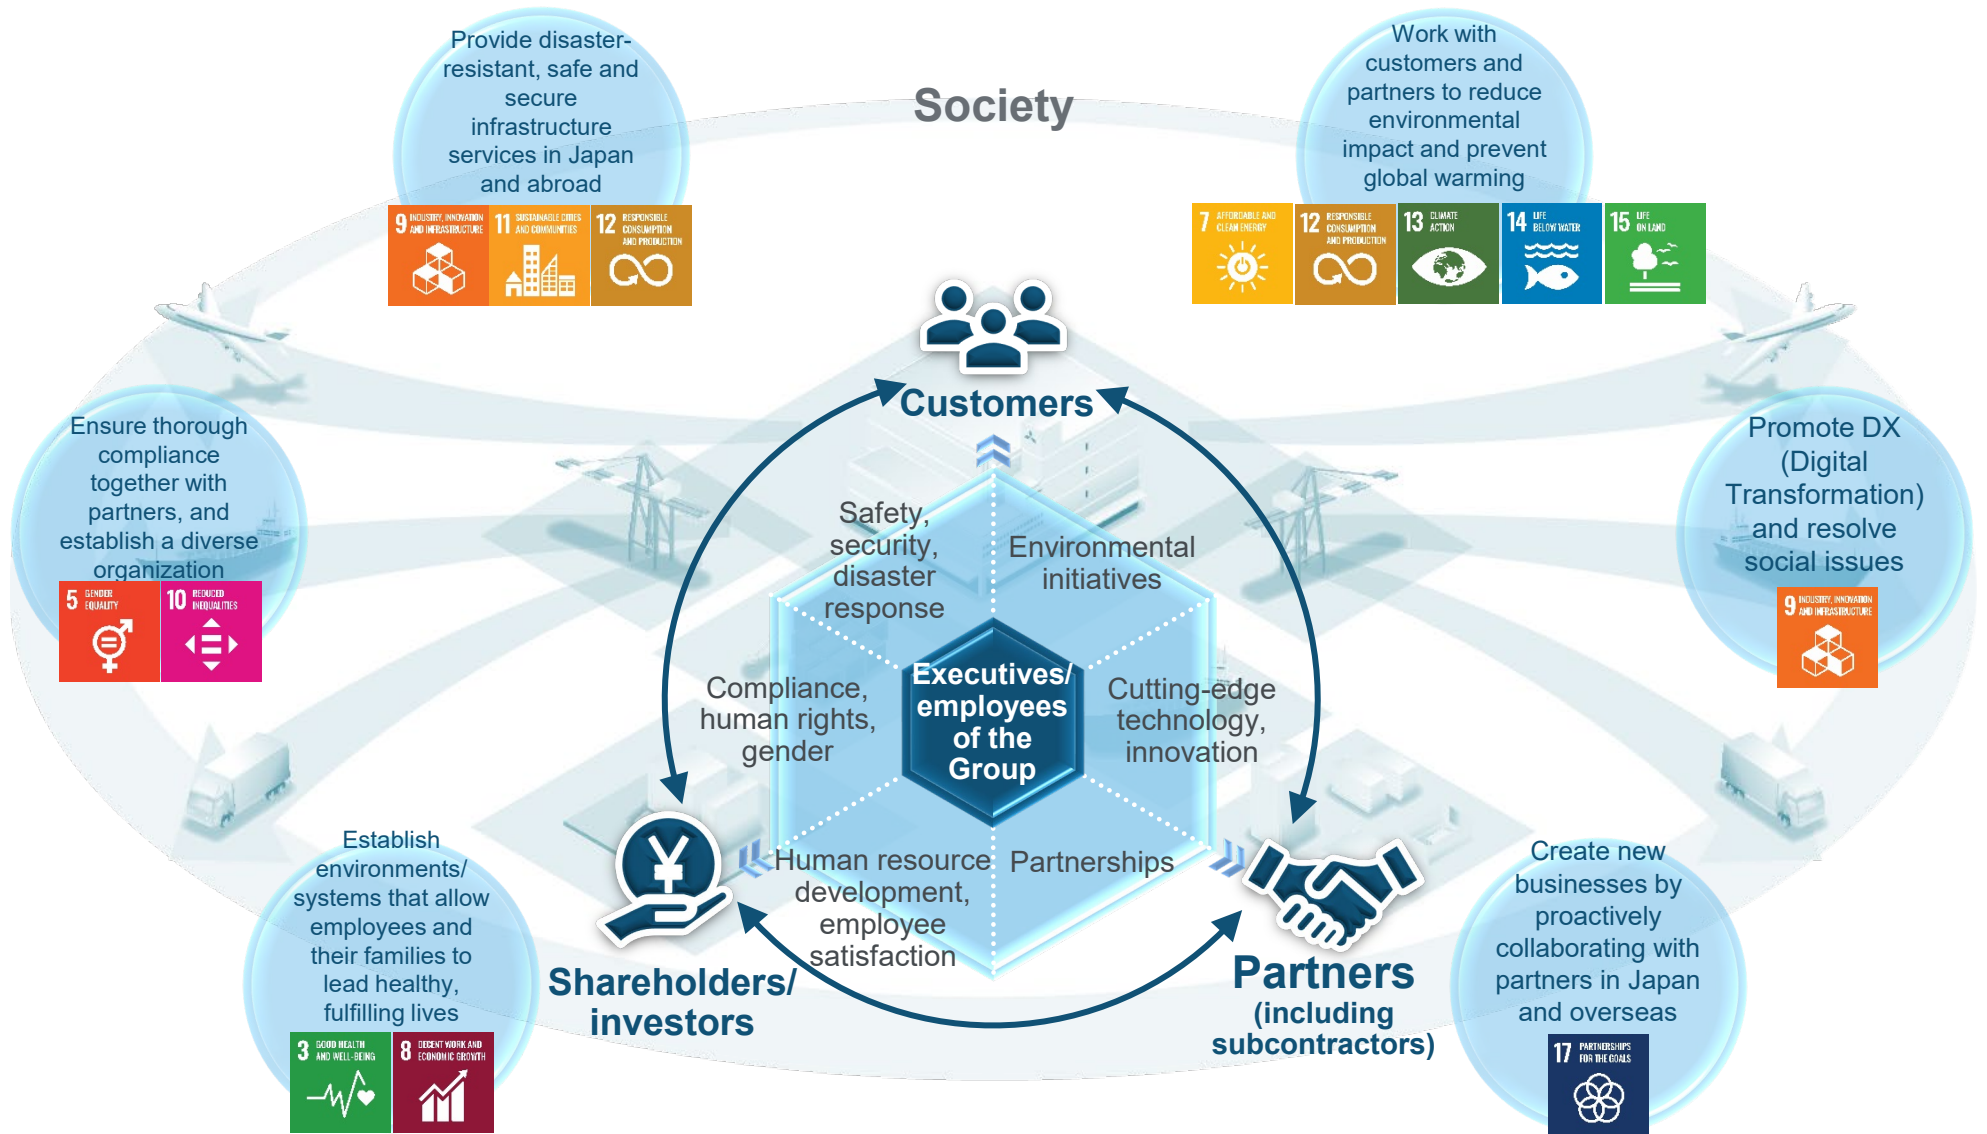 Society
Provide disaster-
resistant, safe and
secure
infrastructure
services in Japan
and abroad
9 INDUSTRY, INNOVATION
AND INFRASTRUCTURE
11 SUSTAINABLE CITIES
AND COMMUNITIES
12 RESPONSIBLE
CONSUMPTION
AND PRODUCTION
Work with
customers and
partners to reduce
environmental
impact and prevent
global warming
7 AFFORDABLE AND
CLEAN ENERGY
12 RESPONSIBLE
CONSUMPTION
AND PRODUCTION
13 CLIMATE
ACTION
14 LIFE
BELOW WATER
15 LIFE
ON LAND
Customers
Ensure thorough
compliance
together with
partners, and
establish a diverse
organization
5 GENDER
EQUALITY
10 REDUCED
INEQUALITIES
Promote DX
(Digital
Transformation)
and resolve
social issues
9 INDUSTRY, INNOVATION
AND INFRASTRUCTURE
Safety,
security,
disaster
response
Environmental
initiatives
Compliance,
human rights,
gender
Executives/
employees
of the
Group
Cutting-edge
technology,
innovation
Human resource
development,
employee
satisfaction
Partnerships
¥
Shareholders/
investors
Partners
(including
subcontractors)
Establish
environments/
systems that allow
employees and
their families to
lead healthy,
fulfilling lives
3 GOOD HEALTH
AND WELL-BEING
8 DECENT WORK AND
ECONOMIC GROWTH
Create new
businesses by
proactively
collaborating with
partners in Japan
and overseas
17 PARTNERSHIPS
FOR THE GOALS